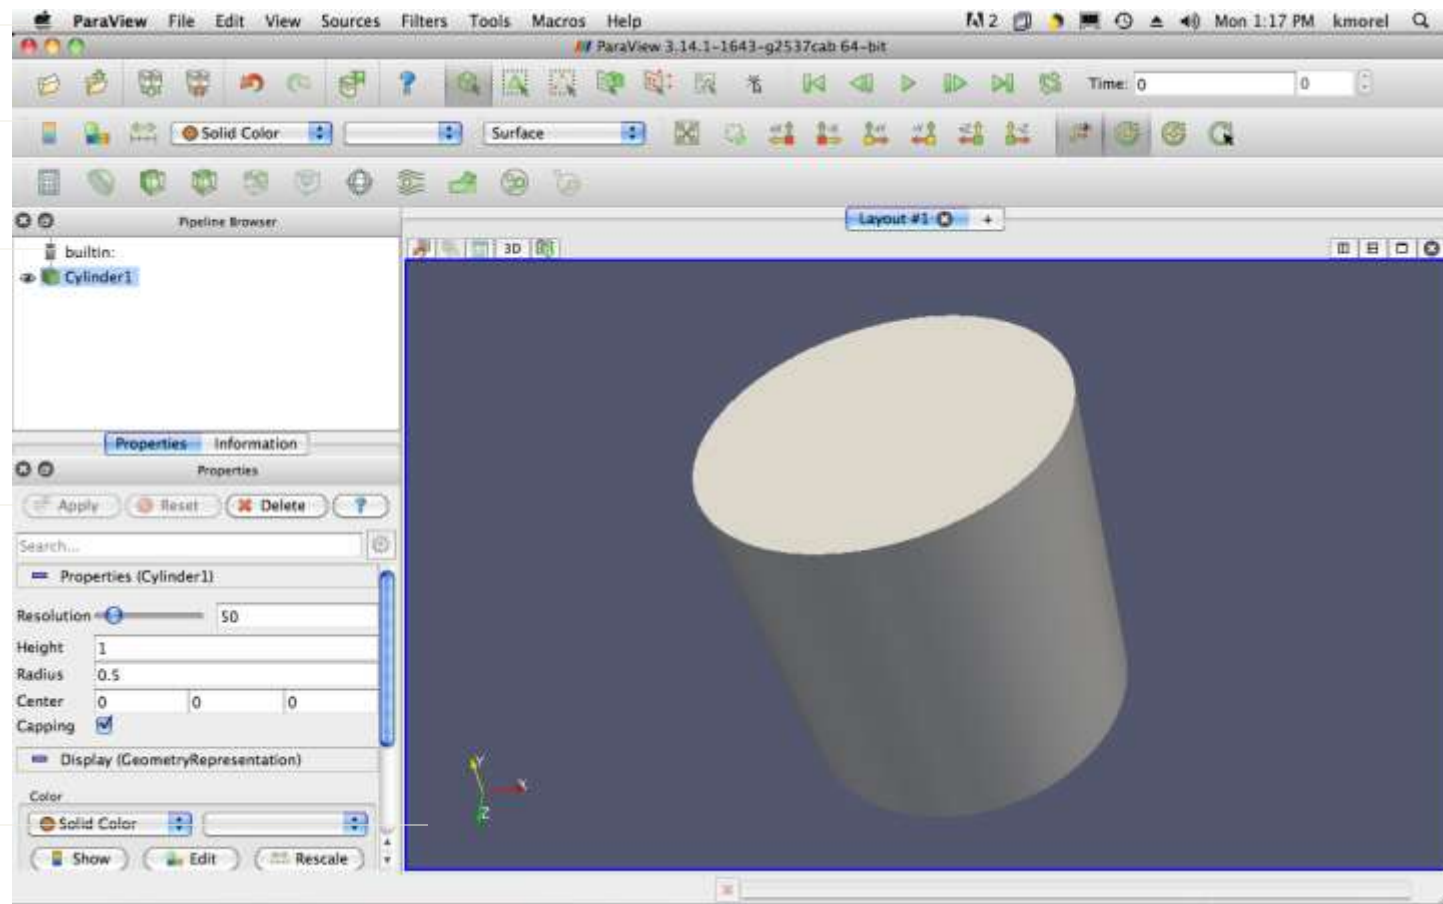 ParaView File Edit View Sources Filters Tools Macros Help 2 Mon 1:17 PM kmorel
ParaView 3.14.1-1643-g2537cab 64-bit
Time: 0 0
Solid Color Surface
Pipeline Browser Layout #1 +
builtin: 3D
Cylinder1
Properties Information
Properties
Apply Reset Delete ?
Search...
Properties (Cylinder1)
Resolution 50
Height 1
Radius 0.5
Center 0 0 0
Capping
Display (GeometryRepresentation)
Color
Solid Color
Show Edit Rescale
Y
X
Z